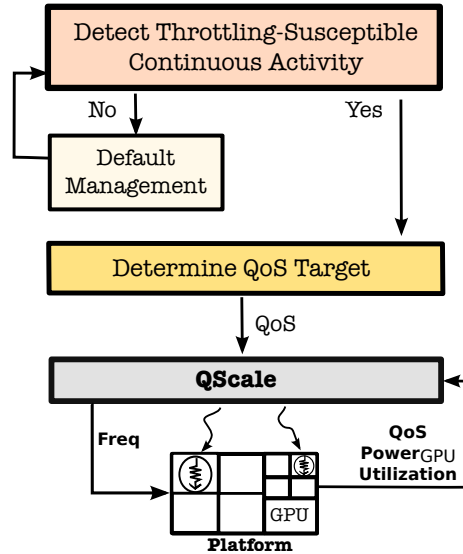 Detect Throttling-Susceptible
Continuous Activity
No
Yes
Default
Management
Determine QoS Target
QoS
QScale
Freq
QoS
PowerGPU
Utilization
GPU
Platform